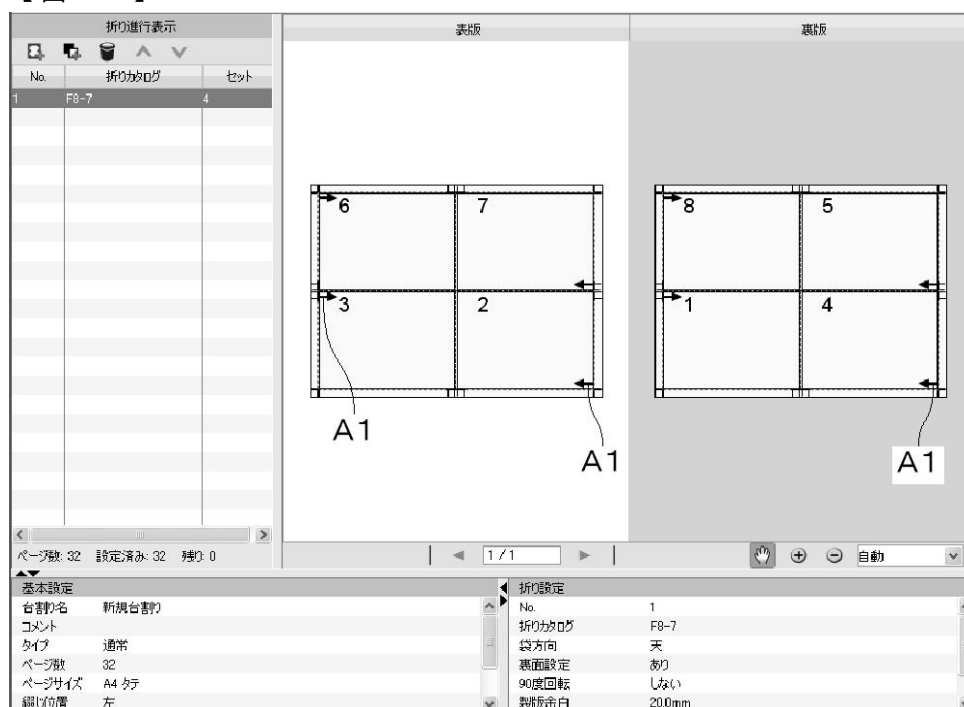 折り進行表示
No. 折りカタログ セット
1 F8-7 4
ページ数: 32 設定済み: 32 残り: 0
表版 裏版
6 7
3 2
A1
A1
8 5
1 4
A1
1 / 1
自動
基本設定
台割り名 新規台割り
コメント
タイプ 通常
ページ数 32
ページサイズ A4 タテ
綴じ位置 左
折り設定
No. 1
折りカタログ F8-7
袋方向 天
裏面設定 あり
90度回転 しない
製版余白 20.0mm